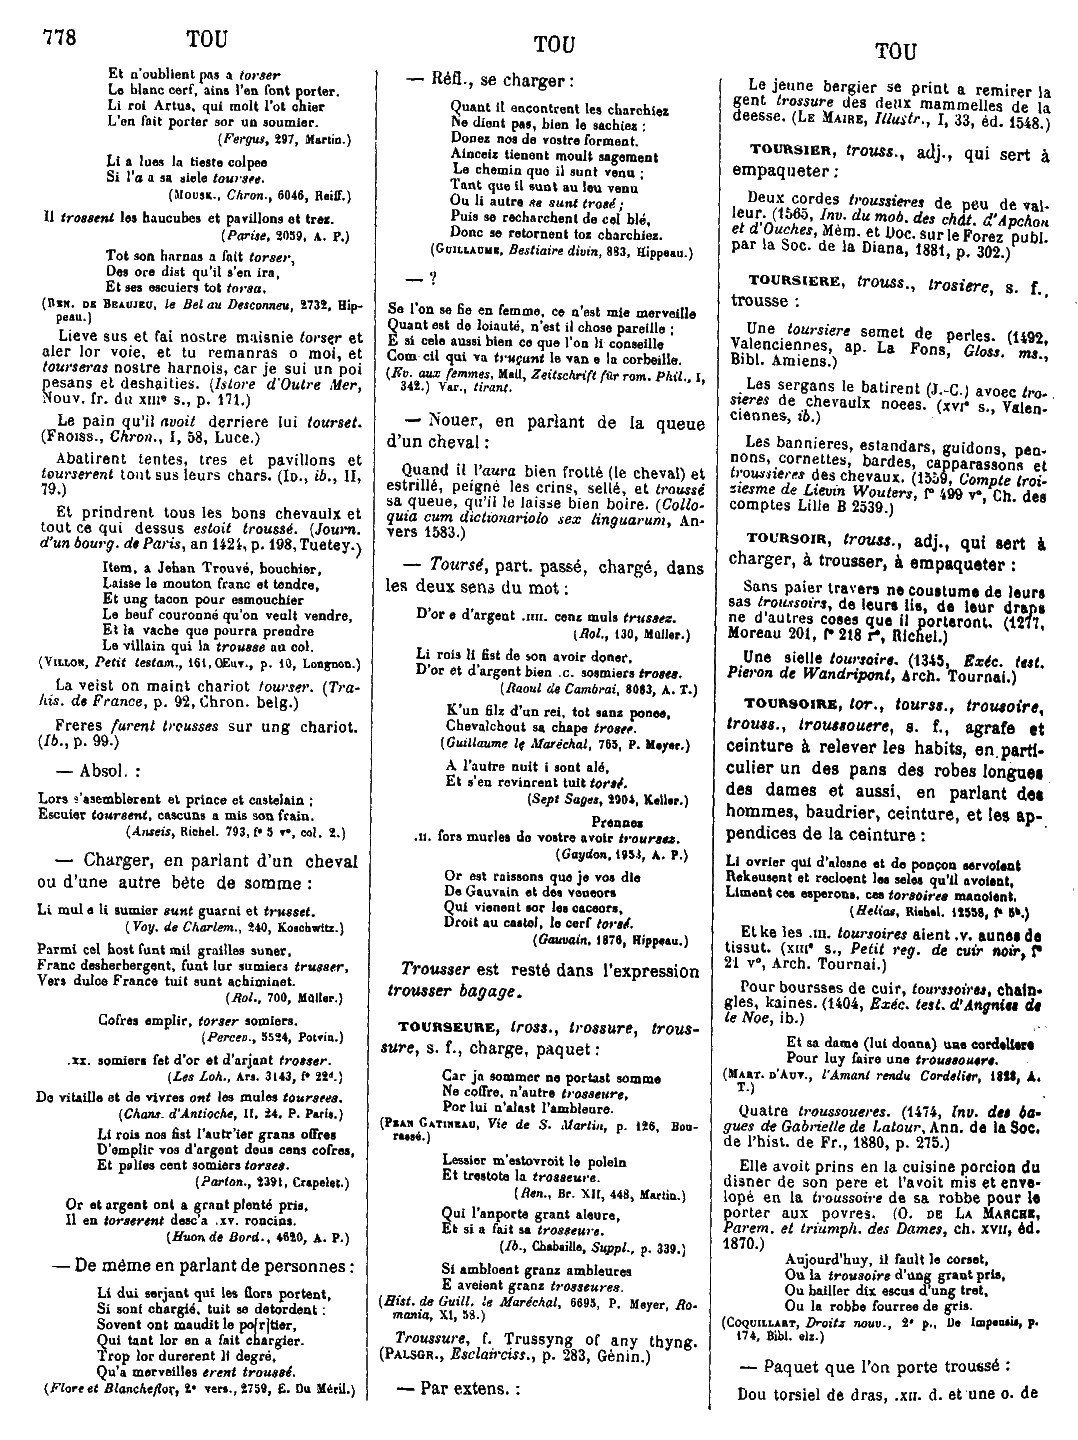 778 TOU TOU TOU
Et n'oublient pas a torser
Le blanc cerf, ains l'en font porter.
Li roi Artus, qui molt l'ot chier
L'en fait porter sor un soumier.
(Fergus, 297, Martin.)
Li a lues la tieste colpee
Si l'a a sa siele toursee.
(Mousk., Chron., 6046, Reiff.)
Il trossent les haucubes et pavillons et trez.
(Parise, 2059, A. P.)
Tot son harnas a fait torser,
Des ore dist qu'il s'en ira,
Et ses escuiers tot torsa.
(Ren. de Beaujeu, le Bel au Desconneu, 2732, Hip-
peau.)
Lieve sus et fai nostre maisnie torser et
aler lor voie, et tu remanras o moi, et
tourseras nostre harnois, car je sui un poi
pesans et deshaities. (Istore d'Outre Mer,
Nouv. fr. du xiiie s., p. 171.)
Le pain qu'il avoit derriere lui tourset.
(Froiss., Chron., I, 58, Luce.)
Abatirent tentes, tres et pavillons et
tourserent tout sus leurs chars. (Id., ib., II,
79.)
Et prindrent tous les bons chevaulx et
tout ce qui dessus estoit troussé. (Journ.
d'un bourg. de Paris, an 1424, p. 198, Tuetey.)
Item, a Jehan Trouvé, bouchier,
Laisse le mouton franc et tendre,
Et ung tacon pour esmouchier
Le beuf couronné qu'on veult vendre,
Et la vache que pourra prendre
Le villain qui la trousse au col.
(Villon, Petit testam., 161, Œuv., p. 10, Longnon.)
La veist on maint chariot tourser. (Tra-
his. de France, p. 92, Chron. belg.)
Freres furent treusses sur ung chariot.
(Ib., p. 99.)
— Absol. :
Lors s'asemblerent et prince et castelain ;
Escuier toursent, cascuns a mis son frain.
(Anseis, Richel. 793, f° 5 v°, col. 2.)
— Charger, en parlant d'un cheval
ou d'une autre bête de somme :
Li mul e li sumier sunt guarni et trusset.
(Voy. de Charlem., 240, Koschwitz.)
Parmi cel host funt mil grailles suner,
Franc desherbergent, funt lur sumiers trusser,
Vers dulce France tuit sunt achiminet.
(Rol., 700, Müller.)
Cofres emplir, torser somiers.
(Percev., 5524, Potvin.)
.xx. somiers fet d'or et d'arjant trosser.
(Les Loh., Ars. 3143, f° 22d.)
De vitaille et de vivres ont les mules toursees.
(Chans. d'Antioche, II, 24, P. Paris.)
Li rois nos fist l'autr'ier grans offres
D'emplir vos d'argent deus cens cofres,
Et palies cent somiers torses.
(Parton., 2391, Crapelet.)
Or et argent ont a grant plenté pris,
Il en torserent desc'a .xv. roncins.
(Huon de Bord., 4620, A. P.)
— De même en parlant de personnes :
Li dui serjant qui les flors portent,
Si sont chargié, tuit se detordent :
Sovent ont maudit le po[r]tier,
Qui tant lor en a fait chargier.
Trop lor durerent li degré,
Qu'a merveilles erent troussé.
(Flore et Blancheflor, 2e vers., 2759, E. Du Méril.)
— Réfl., se charger :
Quant il encontrent les charchiez
Ne dient pas, bien le sachiez ;
Donez nos de vostre forment.
Ainceiz tienent moult sagement
Le chemin que il sunt venu ;
Tant que il sunt au leu venu
Ou li autre se sunt trosé ;
Puis se recharchent de cel blé,
Donc se retornent toz charchiez.
(Guillaume, Bestiaire divin, 883, Hippeau.)
— ?
Se l'on se fie en femme, ce n'est mie merveille
Quant est de loiauté, n'est il chose pareille ;
E si cele aussi bien ce que l'on li conseille
Com cil qui va truçunt le van e la corbeille.
(Ev. aux femmes, Mall, Zeitschrift für rom. Phil., I,
342.) Var., tirant.
— Nouer, en parlant de la queue
d'un cheval :
Quand il l'aura bien frotté (le cheval) et
estrillé, peigné les crins, sellé, et troussé
sa queue, qu'il le laisse bien boire. (Collo-
quia cum dictionariolo sex linguarum, An-
vers 1583.)
— Toursé, part. passé, chargé, dans
les deux sens du mot :
D'or e d'argent .iiii. cenz muls trussez.
(Rol., 130, Müller.)
Li rois li fist de son avoir doner,
D'or et d'argent bien .c. sosmiers troses.
(Raoul de Cambrai, 8083, A. T.)
K'un filz d'un rei, tot sanz ponee,
Chevalchout sa chape trosee.
(Guillaume le Maréchal, 765, P. Meyer.)
A l'autre nuit i sont alé,
Et s'en revinrent tuit torsé.
(Sept Sages, 2904, Keller.)
Prennes
.ii. fors murles de vostre avoir troursez.
(Gaydon, 1954, A. P.)
Or est raissons que je vos die
De Gauvain et des veneors
Qui vienent sor les caceors,
Droit au castel, le cerf torsé.
(Gauvain, 1876, Hippeau.)
Trousser est resté dans l'expression
trousser bagage.
TOURSEURE, tross., trossure, trous-
sure, s. f., charge, paquet :
Car ja sommer ne portast somme
Ne coffre, n'autre trosseure,
Por lui n'alast l'ambleure.
(Pean Gatineau, Vie de S. Martin, p. 126, Bou-
rassé.)
Lessier m'estovroit le polein
Et trestote la trosseure.
(Ren., Br. XII, 448, Martin.)
Qui l'anporte grant aleure,
Et si a fait sa trosseure.
(Ib., Chabaille, Suppl., p. 339.)
Si ambloent granz ambleures
E aveient granz trosseures.
(Hist. de Guill. le Maréchal, 6695, P. Meyer, Ro-
mania, XI, 58.)
Troussure, f. Trussyng of any thyng.
(Palsgr., Esclairciss., p. 283, Génin.)
— Par extens. :
Le jeune bergier se print a remirer la
gent trossure des deux mammelles de la
deesse. (Le Maire, Illustr., I, 33, éd. 1548.)
TOURSIER, trouss., adj., qui sert à
empaqueter :
Deux cordes troussieres de peu de val-
leur. (1565, Inv. du mob. des chât. d'Apchon
et d'Ouches, Mém. et Doc. sur le Forez publ.
par la Soc. de la Diana, 1881, p. 302.)
TOURSIERE, trouss., trosiere, s. f.,
trousse :
Une toursiere semet de perles. (1492,
Valenciennes, ap. La Fons, Gloss. ms.,
Bibl. Amiens.)
Les sergans le batirent (J.-C.) avoec tro-
sieres de chevaulx noees. (xvie s., Valen-
ciennes, ib.)
Les bannieres, estandars, guidons, pen-
nons, cornettes, bardes, capparassons et
troussieres des chevaux. (1559, Compte troi-
siesme de Lievin Wouters, f° 499 v°, Ch. des
comptes Lille B 2539.)
TOURSOIR, trouss., adj., qui sert à
charger, à trousser, à empaqueter :
Sans paier travers ne coustume de leurs
sas troussoirs, de leurs lis, de leur draps
ne d'autres coses que il porteront. (1277,
Moreau 201, f° 218 r°, Richel.)
Une sielle toursoire. (1345, Exéc. test.
Pieron de Wandripont, Arch. Tournai.)
TOURSOIRE, tor., tourss., trousoire,
trouss., troussouere, s. f., agrafe et
ceinture à relever les habits, en parti-
culier un des pans des robes longues
des dames et aussi, en parlant des
hommes, baudrier, ceinture, et les ap-
pendices de la ceinture :
Li ovrier qui d'alesne et de ponçon servoient
Rekeusent et recloent les seles qu'il avoient,
Liment ces esperons, ces torsoires manoient.
(Helias, Richel. 12558, f° 5b.)
Et ke les .iii. toursoires aient .v. aunes de
tissut. (xiiie s., Petit reg. de cuir noir, f°
21 v°, Arch. Tournai.)
Pour boursses de cuir, tourssoires, chain-
gles, kaines. (1404, Exéc. test. d'Angnies de
le Noe, ib.)
Et sa dame (lui donna) une cordeliere
Pour luy faire une troussouere.
(Mart. d'Auv., l'Amant rendu Cordelier, 1828, A.
T.)
Quatre troussoueres. (1474, Inv. des ba-
gues de Gabrielle de Latour, Ann. de la Soc.
de l'hist. de Fr., 1880, p. 275.)
Elle avoit prins en la cuisine porcion du
disner de son pere et l'avoit mis et enve-
lopé en la troussoire de sa robbe pour le
porter aux povres. (O. de La Marche,
Parem. et triumph. des Dames, ch. xvii, éd.
1870.)
Aujourd'huy, il fault le corset,
Ou la trousoire d'ung grant pris,
Ou bailler dix escus d'ung tret,
Ou la robbe fourree de gris.
(Coquillart, Droitz nouv., 2e p., De Impensis, p.
174, Bibl. elz.)
— Paquet que l'on porte troussé :
Dou torsiel de dras, .xii. d. et une o. de